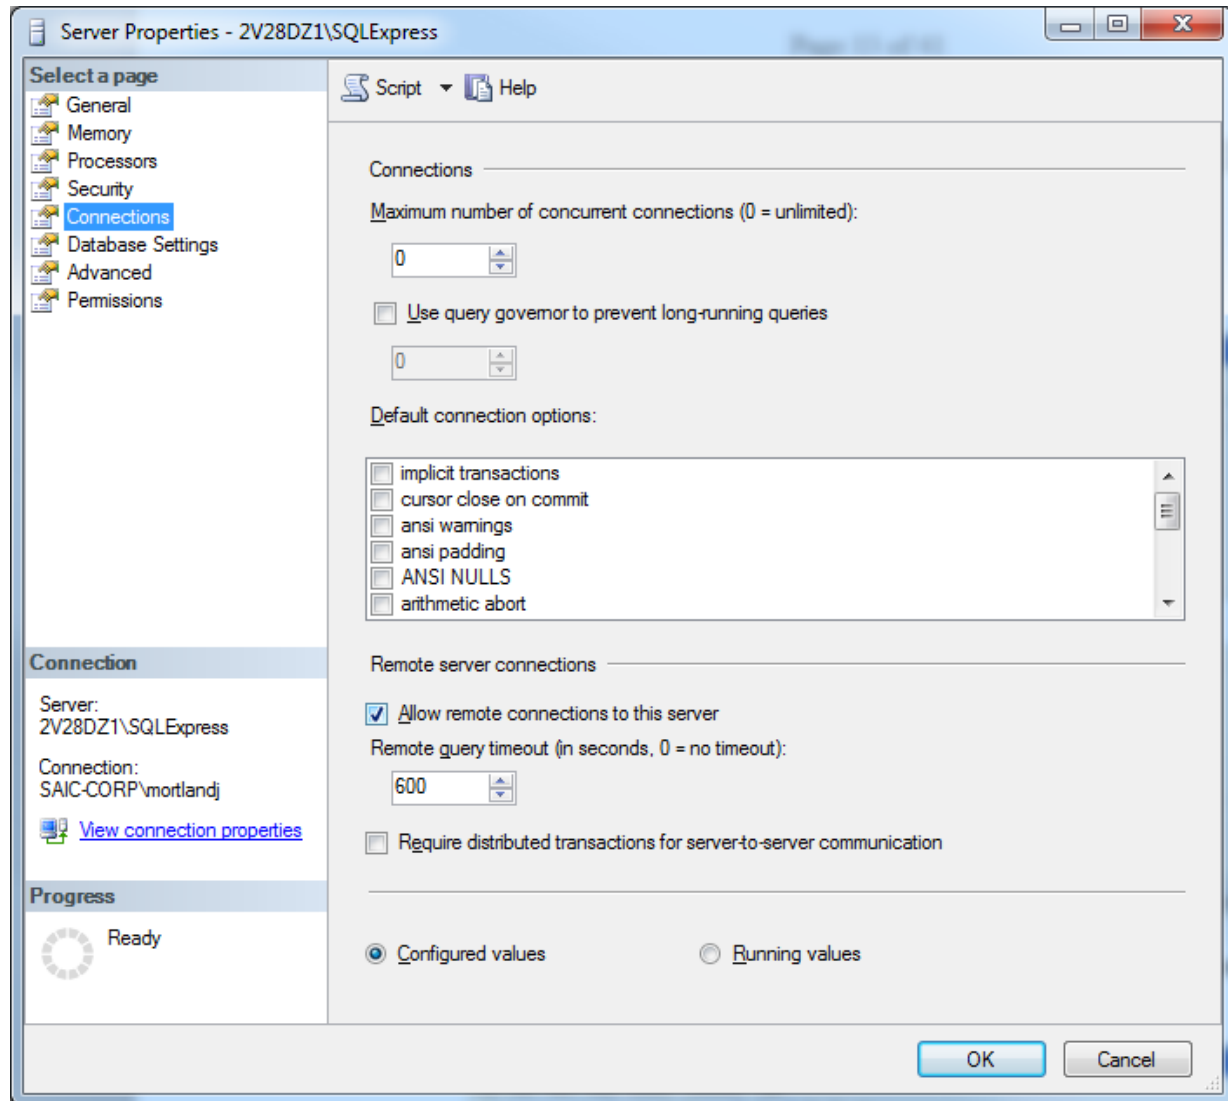 Server Properties - 2V28DZ1\SQLExpress
Select a page
General
Memory
Processors
Security
Connections
Database Settings
Advanced
Permissions
Script
Help
Connections
Maximum number of concurrent connections (0 = unlimited):
0
Use query governor to prevent long-running queries
0
Default connection options:
implicit transactions
cursor close on commit
ansi warnings
ansi padding
ANSI NULLS
arithmetic abort
Remote server connections
Allow remote connections to this server
Remote query timeout (in seconds, 0 = no timeout):
600
Require distributed transactions for server-to-server communication
Configured values
Running values
Connection
Server:
2V28DZ1\SQLExpress
Connection:
SAIC-CORP\mortlandj
View connection properties
Progress
Ready
OK
Cancel